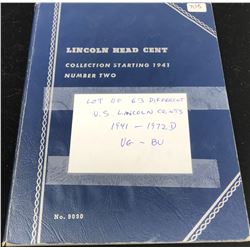 715
LINCOLN HEAD CENT
COLLECTION STARTING 1941
NUMBER TWO
LOT OF 63 DIFFERENT
U.S LINCOLN CENTS
1941 - 1972 D
VG - BU
No. 9030